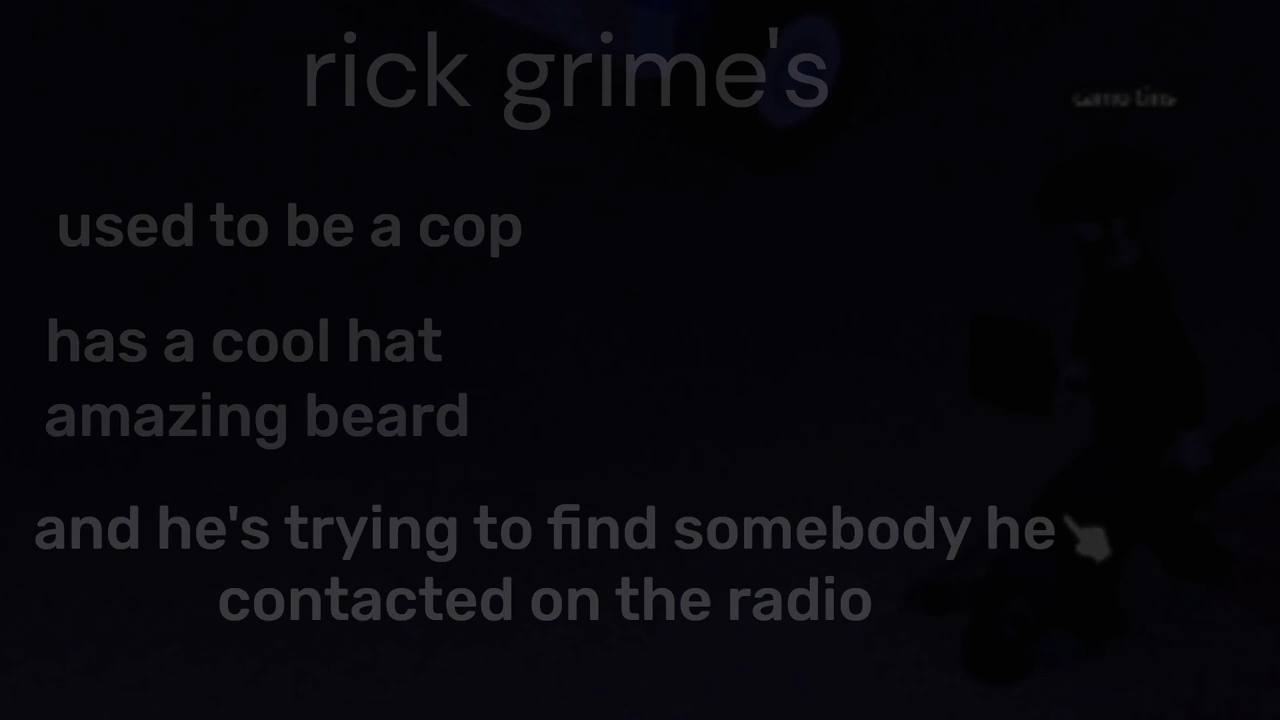 rick grime's
used to be a cop
has a cool hat
amazing beard
and he's trying to find somebody he
contacted on the radio